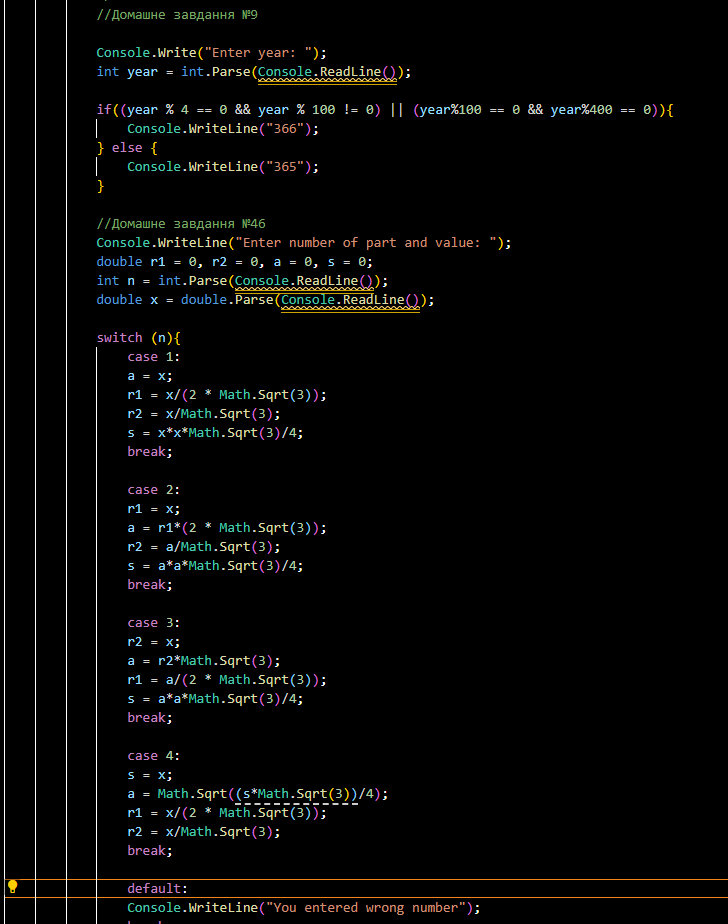 //Домашне завдання №9
Console.Write("Enter year: ");
int year = int.Parse(Console.ReadLine());
if((year % 4 == 0 && year % 100 != 0) || (year%100 == 0 && year%400 == 0)){
Console.WriteLine("366");
} else {
Console.WriteLine("365");
}
//Домашне завдання №46
Console.WriteLine("Enter number of part and value: ");
double r1 = 0, r2 = 0, a = 0, s = 0;
int n = int.Parse(Console.ReadLine());
double x = double.Parse(Console.ReadLine());
switch (n){
case 1:
a = x;
r1 = x/(2 * Math.Sqrt(3));
r2 = x/Math.Sqrt(3);
s = x*x*Math.Sqrt(3)/4;
break;
case 2:
r1 = x;
a = r1*(2 * Math.Sqrt(3));
r2 = a/Math.Sqrt(3);
s = a*a*Math.Sqrt(3)/4;
break;
case 3:
r2 = x;
a = r2*Math.Sqrt(3);
r1 = a/(2 * Math.Sqrt(3));
s = a*a*Math.Sqrt(3)/4;
break;
case 4:
s = x;
a = Math.Sqrt((s*Math.Sqrt(3))/4);
r1 = x/(2 * Math.Sqrt(3));
r2 = x/Math.Sqrt(3);
break;
default:
Console.WriteLine("You entered wrong number");